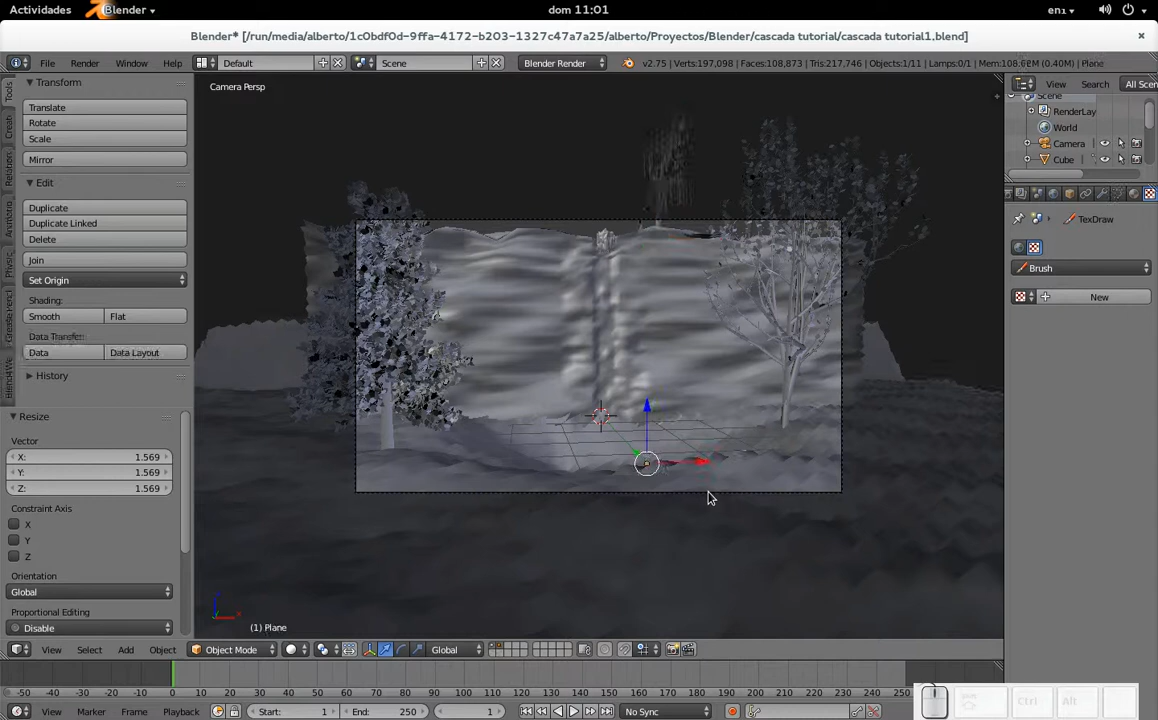 Actividades Blender dom 11:01 en1
Blender* [/run/media/alberto/1c0bdf0d-9ffa-4172-b203-1327c47a7a25/alberto/Proyectos/Blender/cascada tutorial/cascada tutorial1.blend]
File Render Window Help Default Scene Blender Render v2.75 | Verts:197,098 | Faces:108,873 | Tris:217,746 | Objects:1/11 | Lamps:0/1 | Mem:108.62M (0.40M) | Plane
Transform
Translate
Rotate
Scale
Mirror
Edit
Duplicate
Duplicate Linked
Delete
Join
Set Origin
Shading:
Smooth Flat
Data Transfer:
Data Data Layout
History
Resize
Vector
X: 1.569
Y: 1.569
Z: 1.569
Constraint Axis
X
Y
Z
Orientation
Global
Proportional Editing
Disable
Tools
Relation
Animatio
Physic
Grease Pencil
Camera Persp
(1) Plane
View Search All Scen
Scene
RenderLay
World
Camera
Cube
TexDraw
Brush
New
View Select Add Object Object Mode Global
-50 -40 -30 -20 -10 0 10 20 30 40 50 60 70 80 90 100 110 120 130 140 150 160 170 180 190 200 210 220 230 240 250
View Marker Frame Playback Start: 1 End: 250 1 No Sync
Ctrl Alt